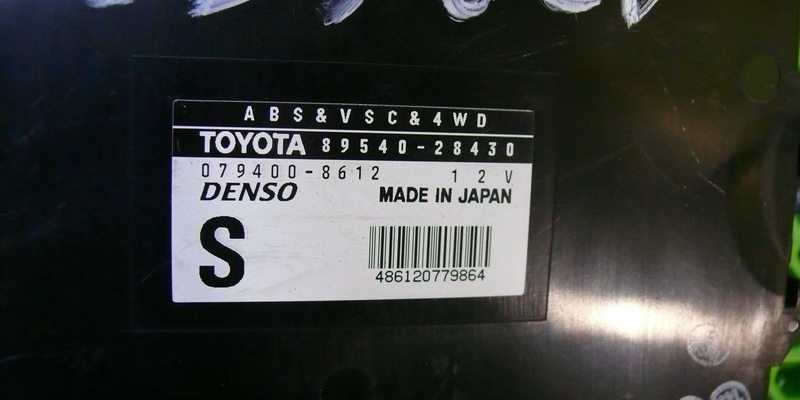 ABS&VSC&4WD
TOYOTA 89540-28430
079400-8612 12V
DENSO MADE IN JAPAN
S
486120779864